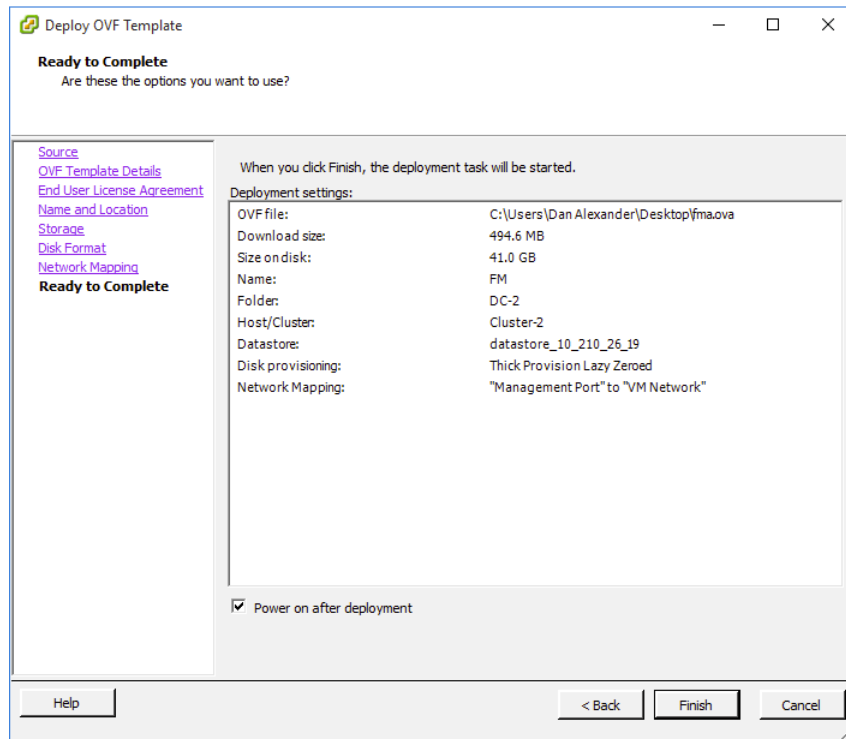 Deploy OVF Template
Ready to Complete
Are these the options you want to use?
Source
OVF Template Details
End User License Agreement
Name and Location
Storage
Disk Format
Network Mapping
Ready to Complete
When you click Finish, the deployment task will be started.
Deployment settings:
OVF file: C:\Users\Dan Alexander\Desktop\fma.ova
Download size: 494.6 MB
Size on disk: 41.0 GB
Name: FM
Folder: DC-2
Host/Cluster: Cluster-2
Datastore: datastore_10_210_26_19
Disk provisioning: Thick Provision Lazy Zeroed
Network Mapping: "Management Port" to "VM Network"
Power on after deployment
Help < Back Finish Cancel